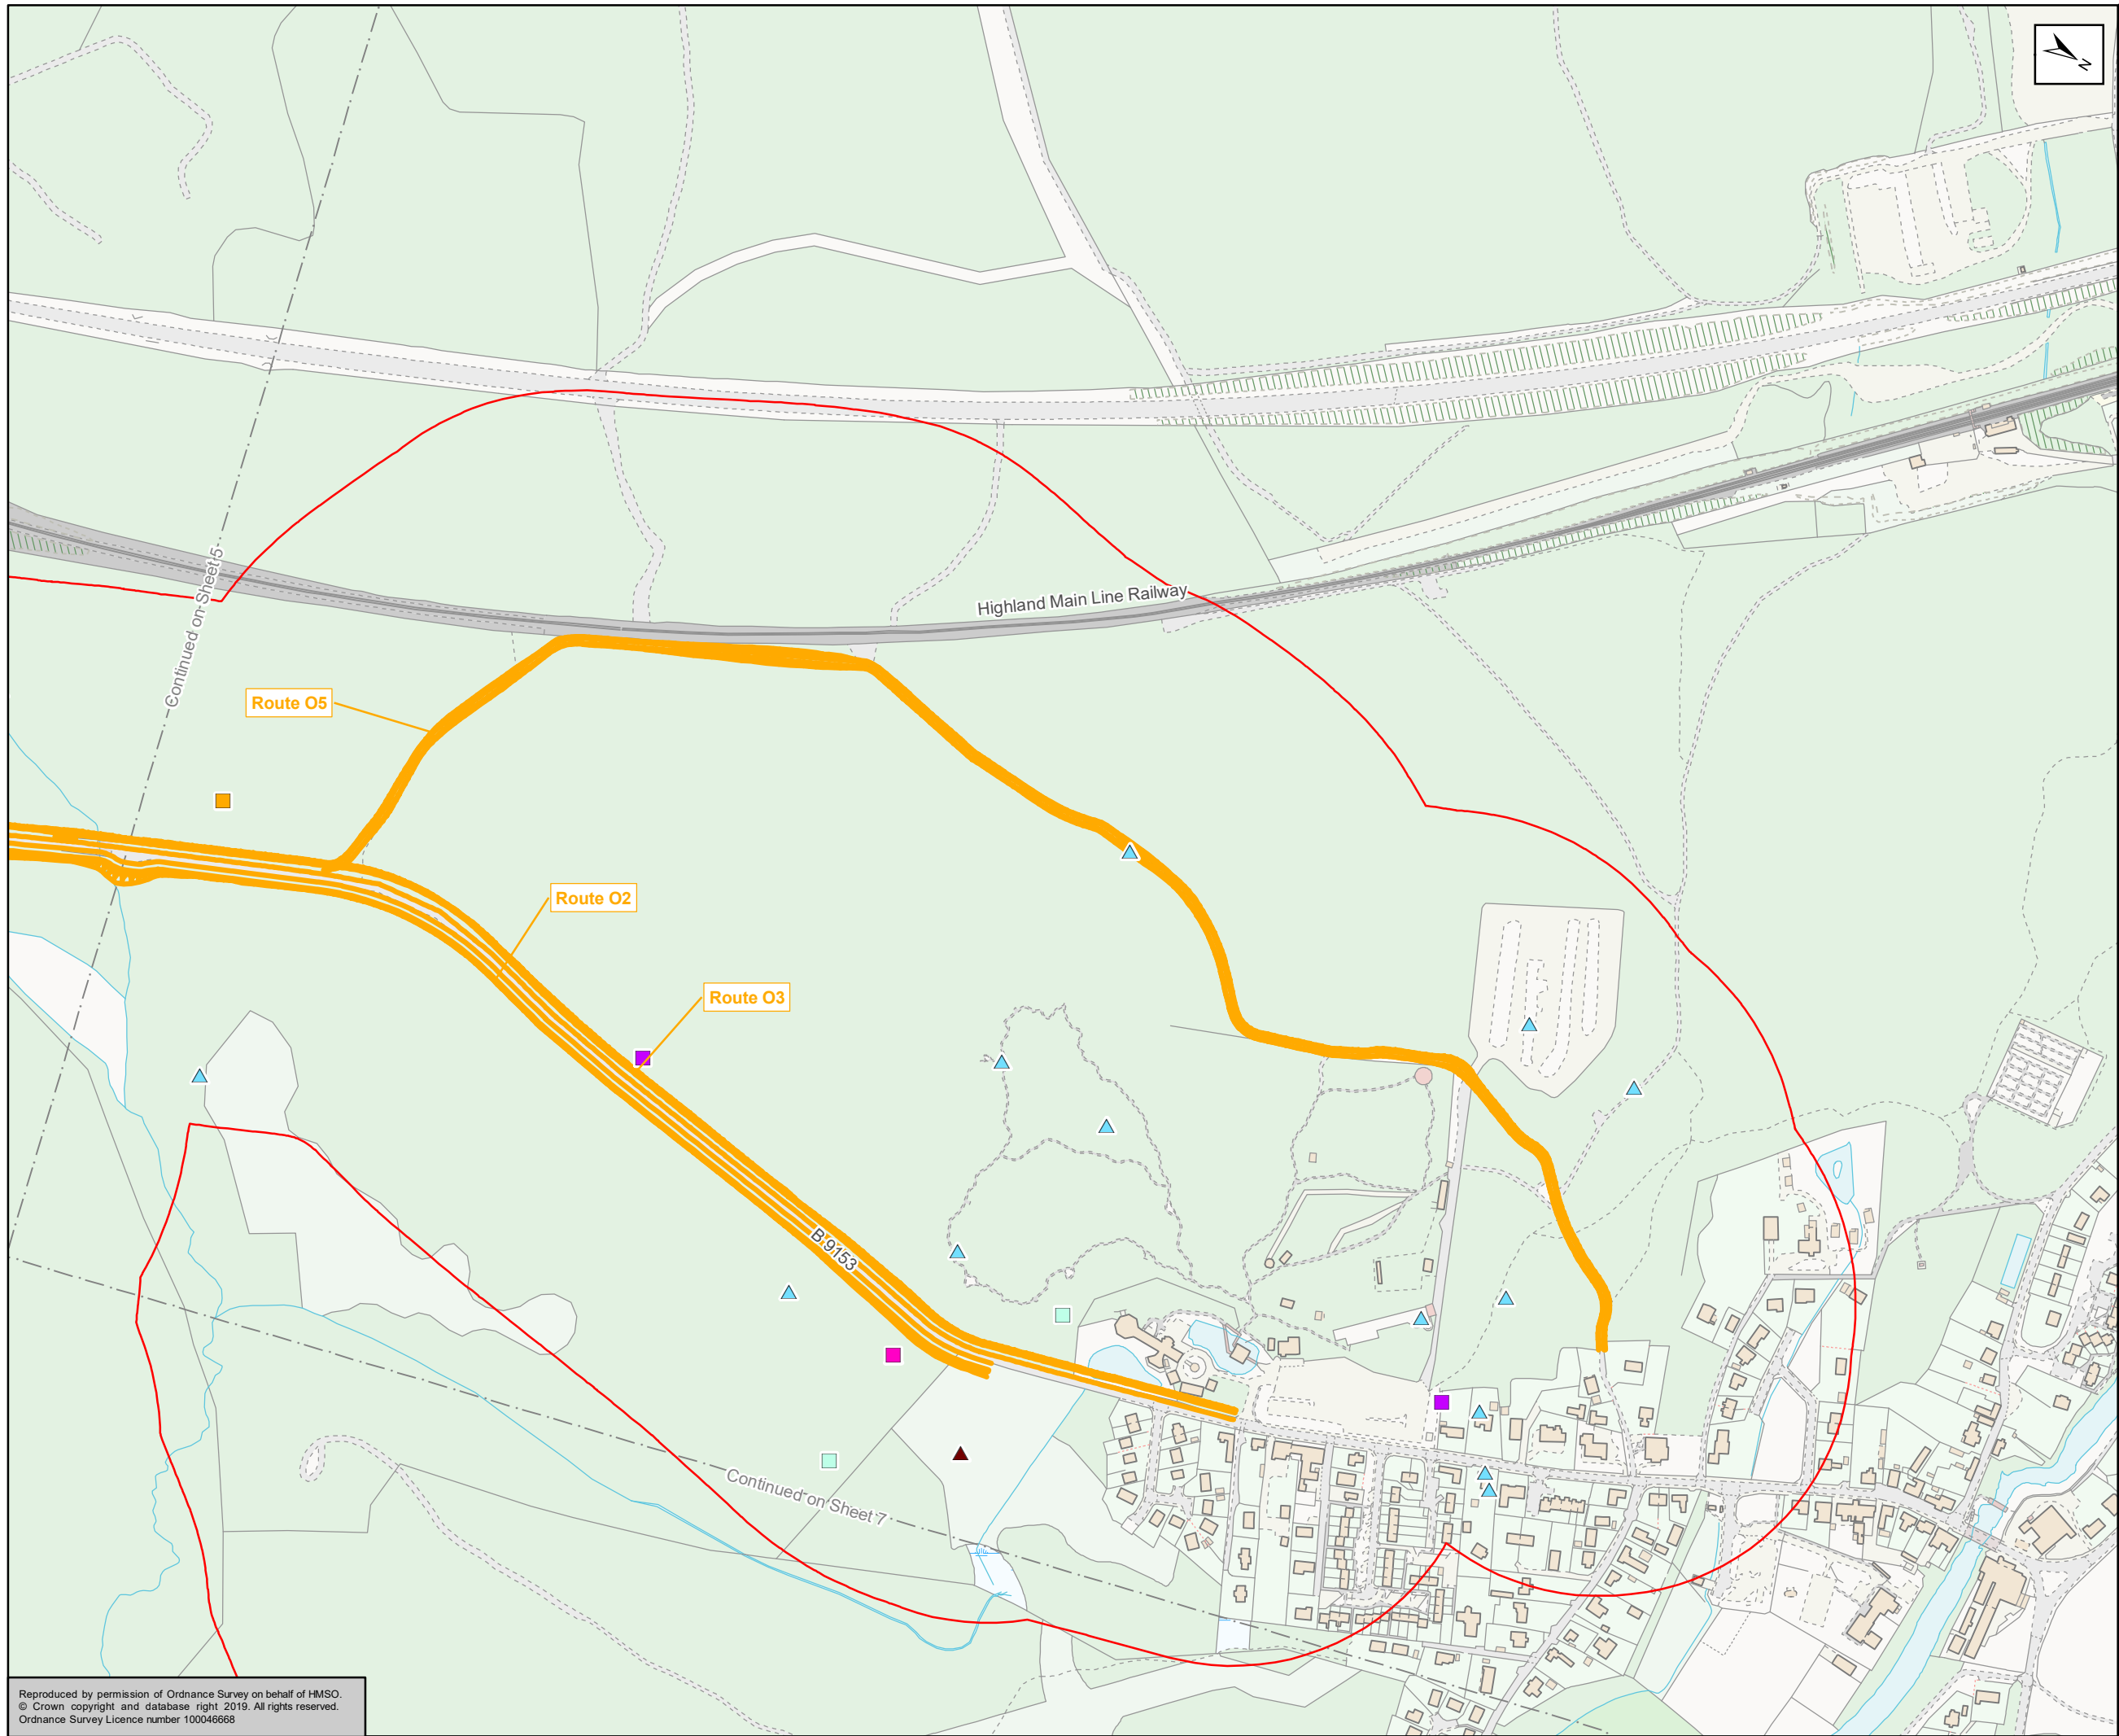 N
Continued on Sheet 5
Highland Main Line Railway
Route O5
Route O2
Route O3
B 9153
Continued on Sheet 7
Reproduced by permission of Ordnance Survey on behalf of HMSO.
© Crown copyright and database right 2019. All rights reserved.
Ordnance Survey Licence number 100046668